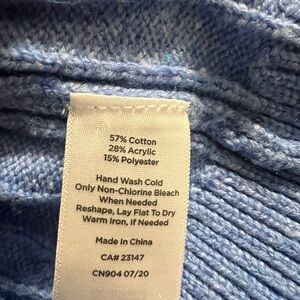 57% Cotton
28% Acrylic
15% Polyester
Hand Wash Cold
Only Non-Chlorine Bleach
When Needed
Reshape, Lay Flat To Dry
Warm Iron, If Needed
Made In China
CA# 23147
CN904 07/20